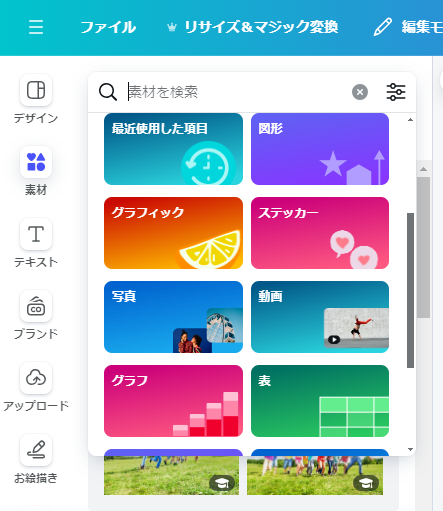 ファイル
リサイズ＆マジック変換
編集モ
デザイン
素材
テキスト
ブランド
CO
アップロード
お絵描き
素材を検索
最近使用した項目
図形
グラフィック
ステッカー
写真
動画
グラフ
表